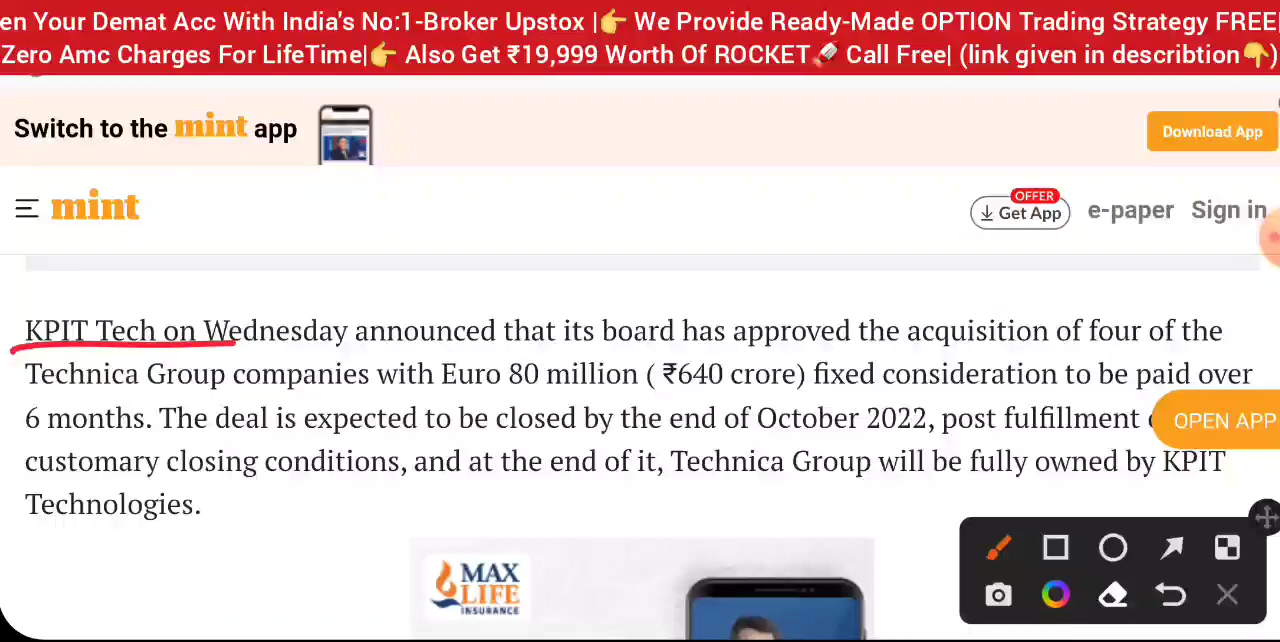 en Your Demat Acc With India's No:1-Broker Upstox |👉 We Provide Ready-Made OPTION Trading Strategy FREE
Zero Amc Charges For LifeTime|👉 Also Get ₹19,999 Worth Of ROCKET🚀 Call Free| (link given in describtion👇)
Switch to the mint app
Download App
mint
OFFER
Get App
e-paper
Sign in
KPIT Tech on Wednesday announced that its board has approved the acquisition of four of the
Technica Group companies with Euro 80 million ( ₹640 crore) fixed consideration to be paid over
6 months. The deal is expected to be closed by the end of October 2022, post fulfillment
OPEN APP
customary closing conditions, and at the end of it, Technica Group will be fully owned by KPIT
Technologies.
MAX
LIFE
INSURANCE